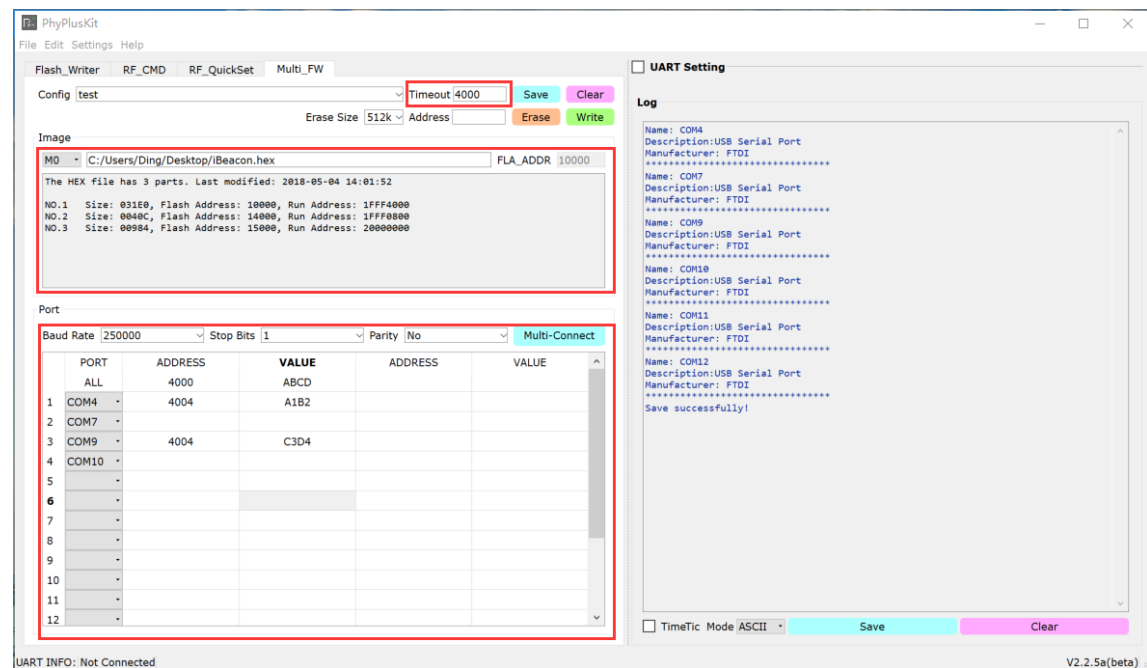 PhyPlusKit
File Edit Settings Help
Flash_Writer RF_CMD RF_QuickSet Multi_FW
Config test Timeout 4000 Save Clear
Erase Size 512k Address Erase Write
Image
M0 C:/Users/Ding/Desktop/iBeacon.hex FLA_ADDR 10000
The HEX file has 3 parts. Last modified: 2018-05-04 14:01:52
NO.1 Size: 031E0, Flash Address: 10000, Run Address: 1FFF4000
NO.2 Size: 0040C, Flash Address: 14000, Run Address: 1FFF0800
NO.3 Size: 00984, Flash Address: 15000, Run Address: 20000000
Port
Baud Rate 250000 Stop Bits 1 Parity No Multi-Connect
PORT ADDRESS VALUE ADDRESS VALUE
ALL 4000 ABCD
1 COM4 4004 A1B2
2 COM7
3 COM9 4004 C3D4
4 COM10
5
6
7
8
9
10
11
12
UART Setting
Log
Name: COM4
Description:USB Serial Port
Manufacturer: FTDI
********************************
Name: COM7
Description:USB Serial Port
Manufacturer: FTDI
********************************
Name: COM9
Description:USB Serial Port
Manufacturer: FTDI
********************************
Name: COM10
Description:USB Serial Port
Manufacturer: FTDI
********************************
Name: COM11
Description:USB Serial Port
Manufacturer: FTDI
********************************
Name: COM12
Description:USB Serial Port
Manufacturer: FTDI
********************************
Save successfully!
TimeTic Mode ASCII Save Clear
UART INFO: Not Connected V2.2.5a(beta)